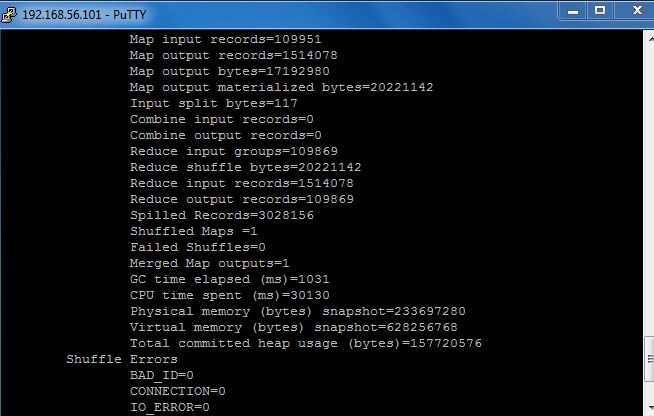 192.168.56.101 - PuTTY
Map input records=109951
Map output records=1514078
Map output bytes=17192980
Map output materialized bytes=20221142
Input split bytes=117
Combine input records=0
Combine output records=0
Reduce input groups=109869
Reduce shuffle bytes=20221142
Reduce input records=1514078
Reduce output records=109869
Spilled Records=3028156
Shuffled Maps =1
Failed Shuffles=0
Merged Map outputs=1
GC time elapsed (ms)=1031
CPU time spent (ms)=30130
Physical memory (bytes) snapshot=233697280
Virtual memory (bytes) snapshot=628256768
Total committed heap usage (bytes)=157720576
Shuffle Errors
BAD_ID=0
CONNECTION=0
IO_ERROR=0